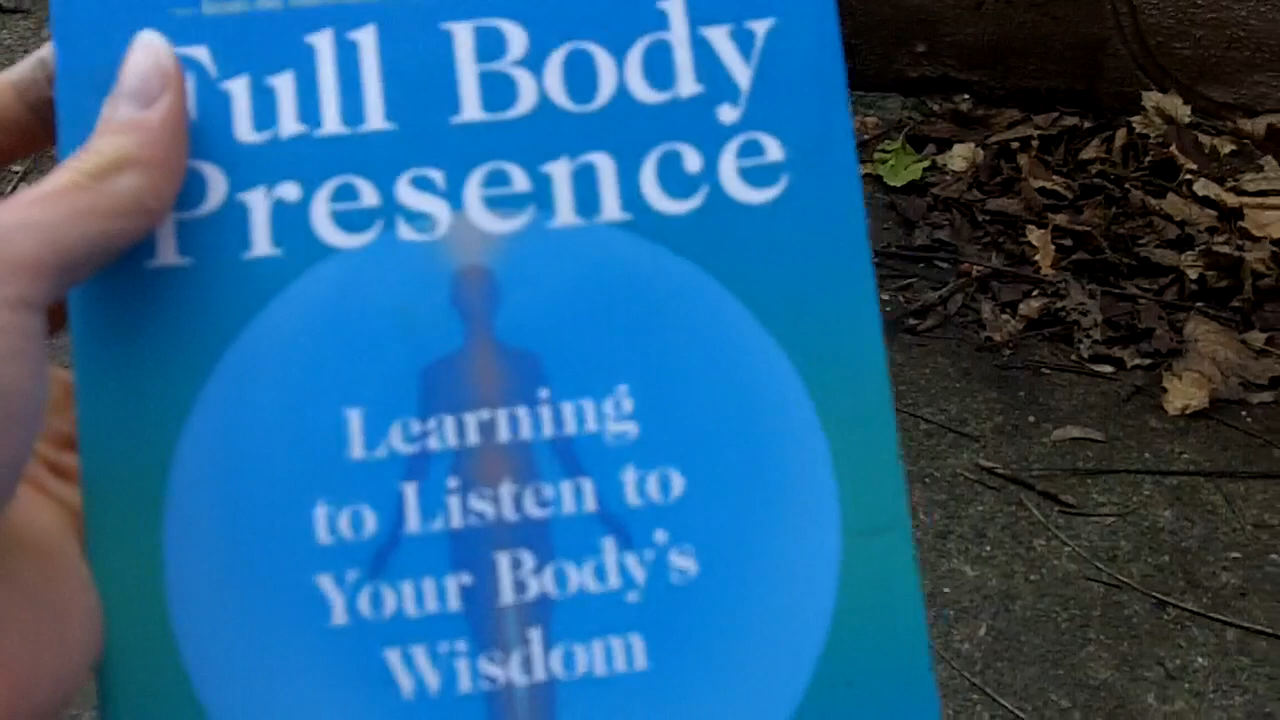 Full Body
Presence
Learning
to Listen to
Your Body's
Wisdom